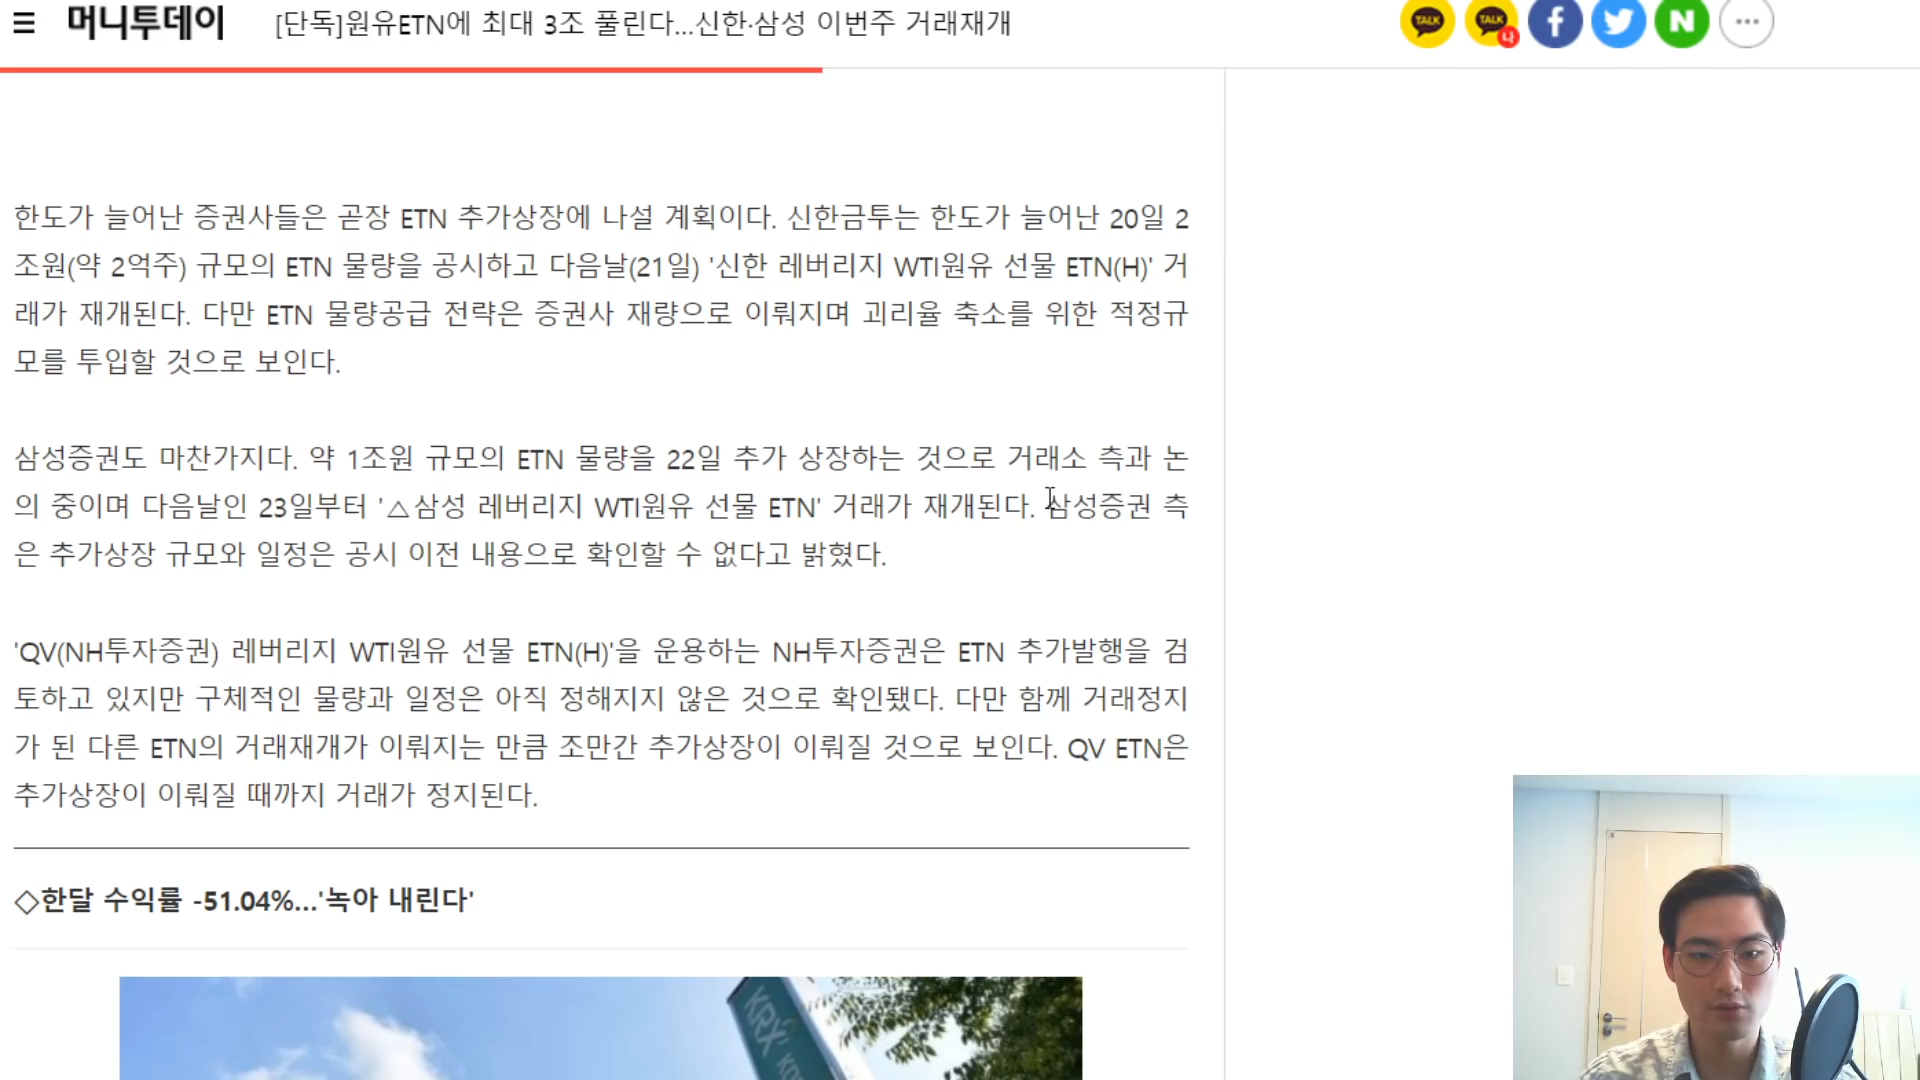 머니투데이
[단독]원유ETN에 최대 3조 풀린다...신한·삼성 이번주 거래재개
TALK
TALK
나
f
N
한도가 늘어난 증권사들은 곧장 ETN 추가상장에 나설 계획이다. 신한금투는 한도가 늘어난 20일 2
조원(약 2억주) 규모의 ETN 물량을 공시하고 다음날(21일) '신한 레버리지 WTI원유 선물 ETN(H)' 거
래가 재개된다. 다만 ETN 물량공급 전략은 증권사 재량으로 이뤄지며 괴리율 축소를 위한 적정규
모를 투입할 것으로 보인다.
삼성증권도 마찬가지다. 약 1조원 규모의 ETN 물량을 22일 추가 상장하는 것으로 거래소 측과 논
의 중이며 다음날인 23일부터 '△삼성 레버리지 WTI원유 선물 ETN' 거래가 재개된다. 삼성증권 측
은 추가상장 규모와 일정은 공시 이전 내용으로 확인할 수 없다고 밝혔다.
'QV(NH투자증권) 레버리지 WTI원유 선물 ETN(H)'을 운용하는 NH투자증권은 ETN 추가발행을 검
토하고 있지만 구체적인 물량과 일정은 아직 정해지지 않은 것으로 확인됐다. 다만 함께 거래정지
가 된 다른 ETN의 거래재개가 이뤄지는 만큼 조만간 추가상장이 이뤄질 것으로 보인다. QV ETN은
추가상장이 이뤄질 때까지 거래가 정지된다.
◇한달 수익률 -51.04%...'녹아 내린다'
KRX